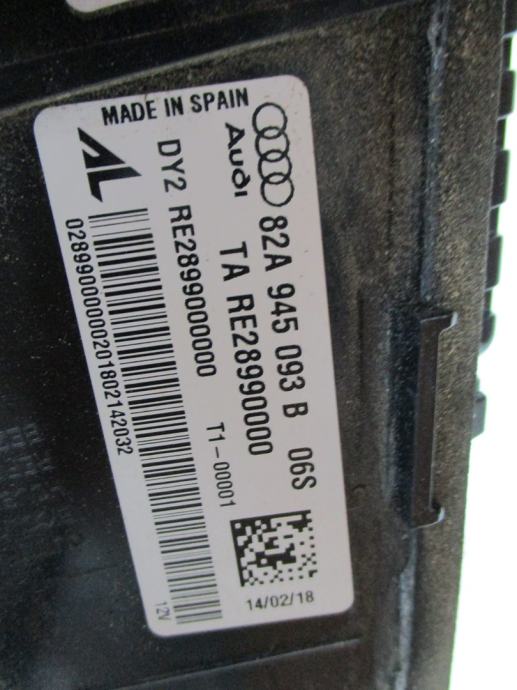 MADE IN SPAIN
Audi
AL
82A 945 093 B 06S
TA RE28990000
DY2 RE2899000000
T1-00001
02899000000201802142032
14/02/18
12V